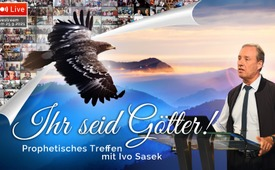 Live
Ihr seid Götter!
Prophetisches Treffen
mit Ivo Sasek